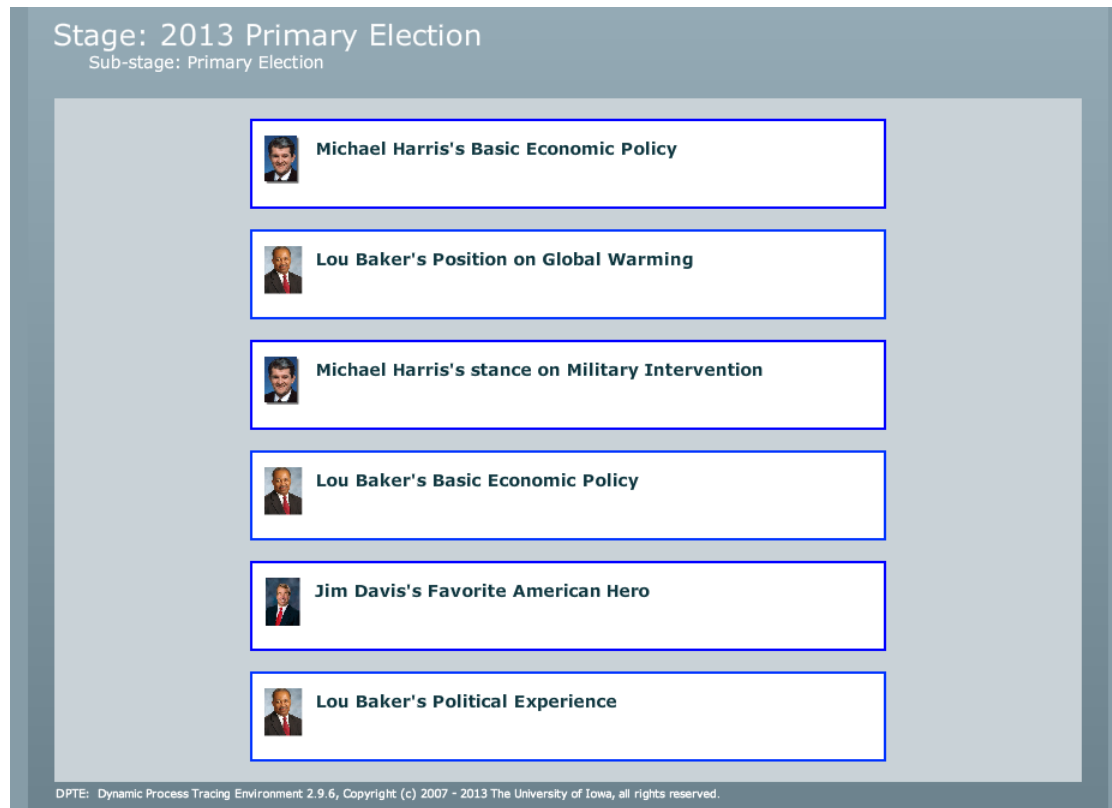 Stage: 2013 Primary Election
Sub-stage: Primary Election
Michael Harris's Basic Economic Policy
Lou Baker's Position on Global Warming
Michael Harris's stance on Military Intervention
Lou Baker's Basic Economic Policy
Jim Davis's Favorite American Hero
Lou Baker's Political Experience
DPTE: Dynamic Process Tracing Environment 2.9.6, Copyright (c) 2007 - 2013 The University of Iowa, all rights reserved.